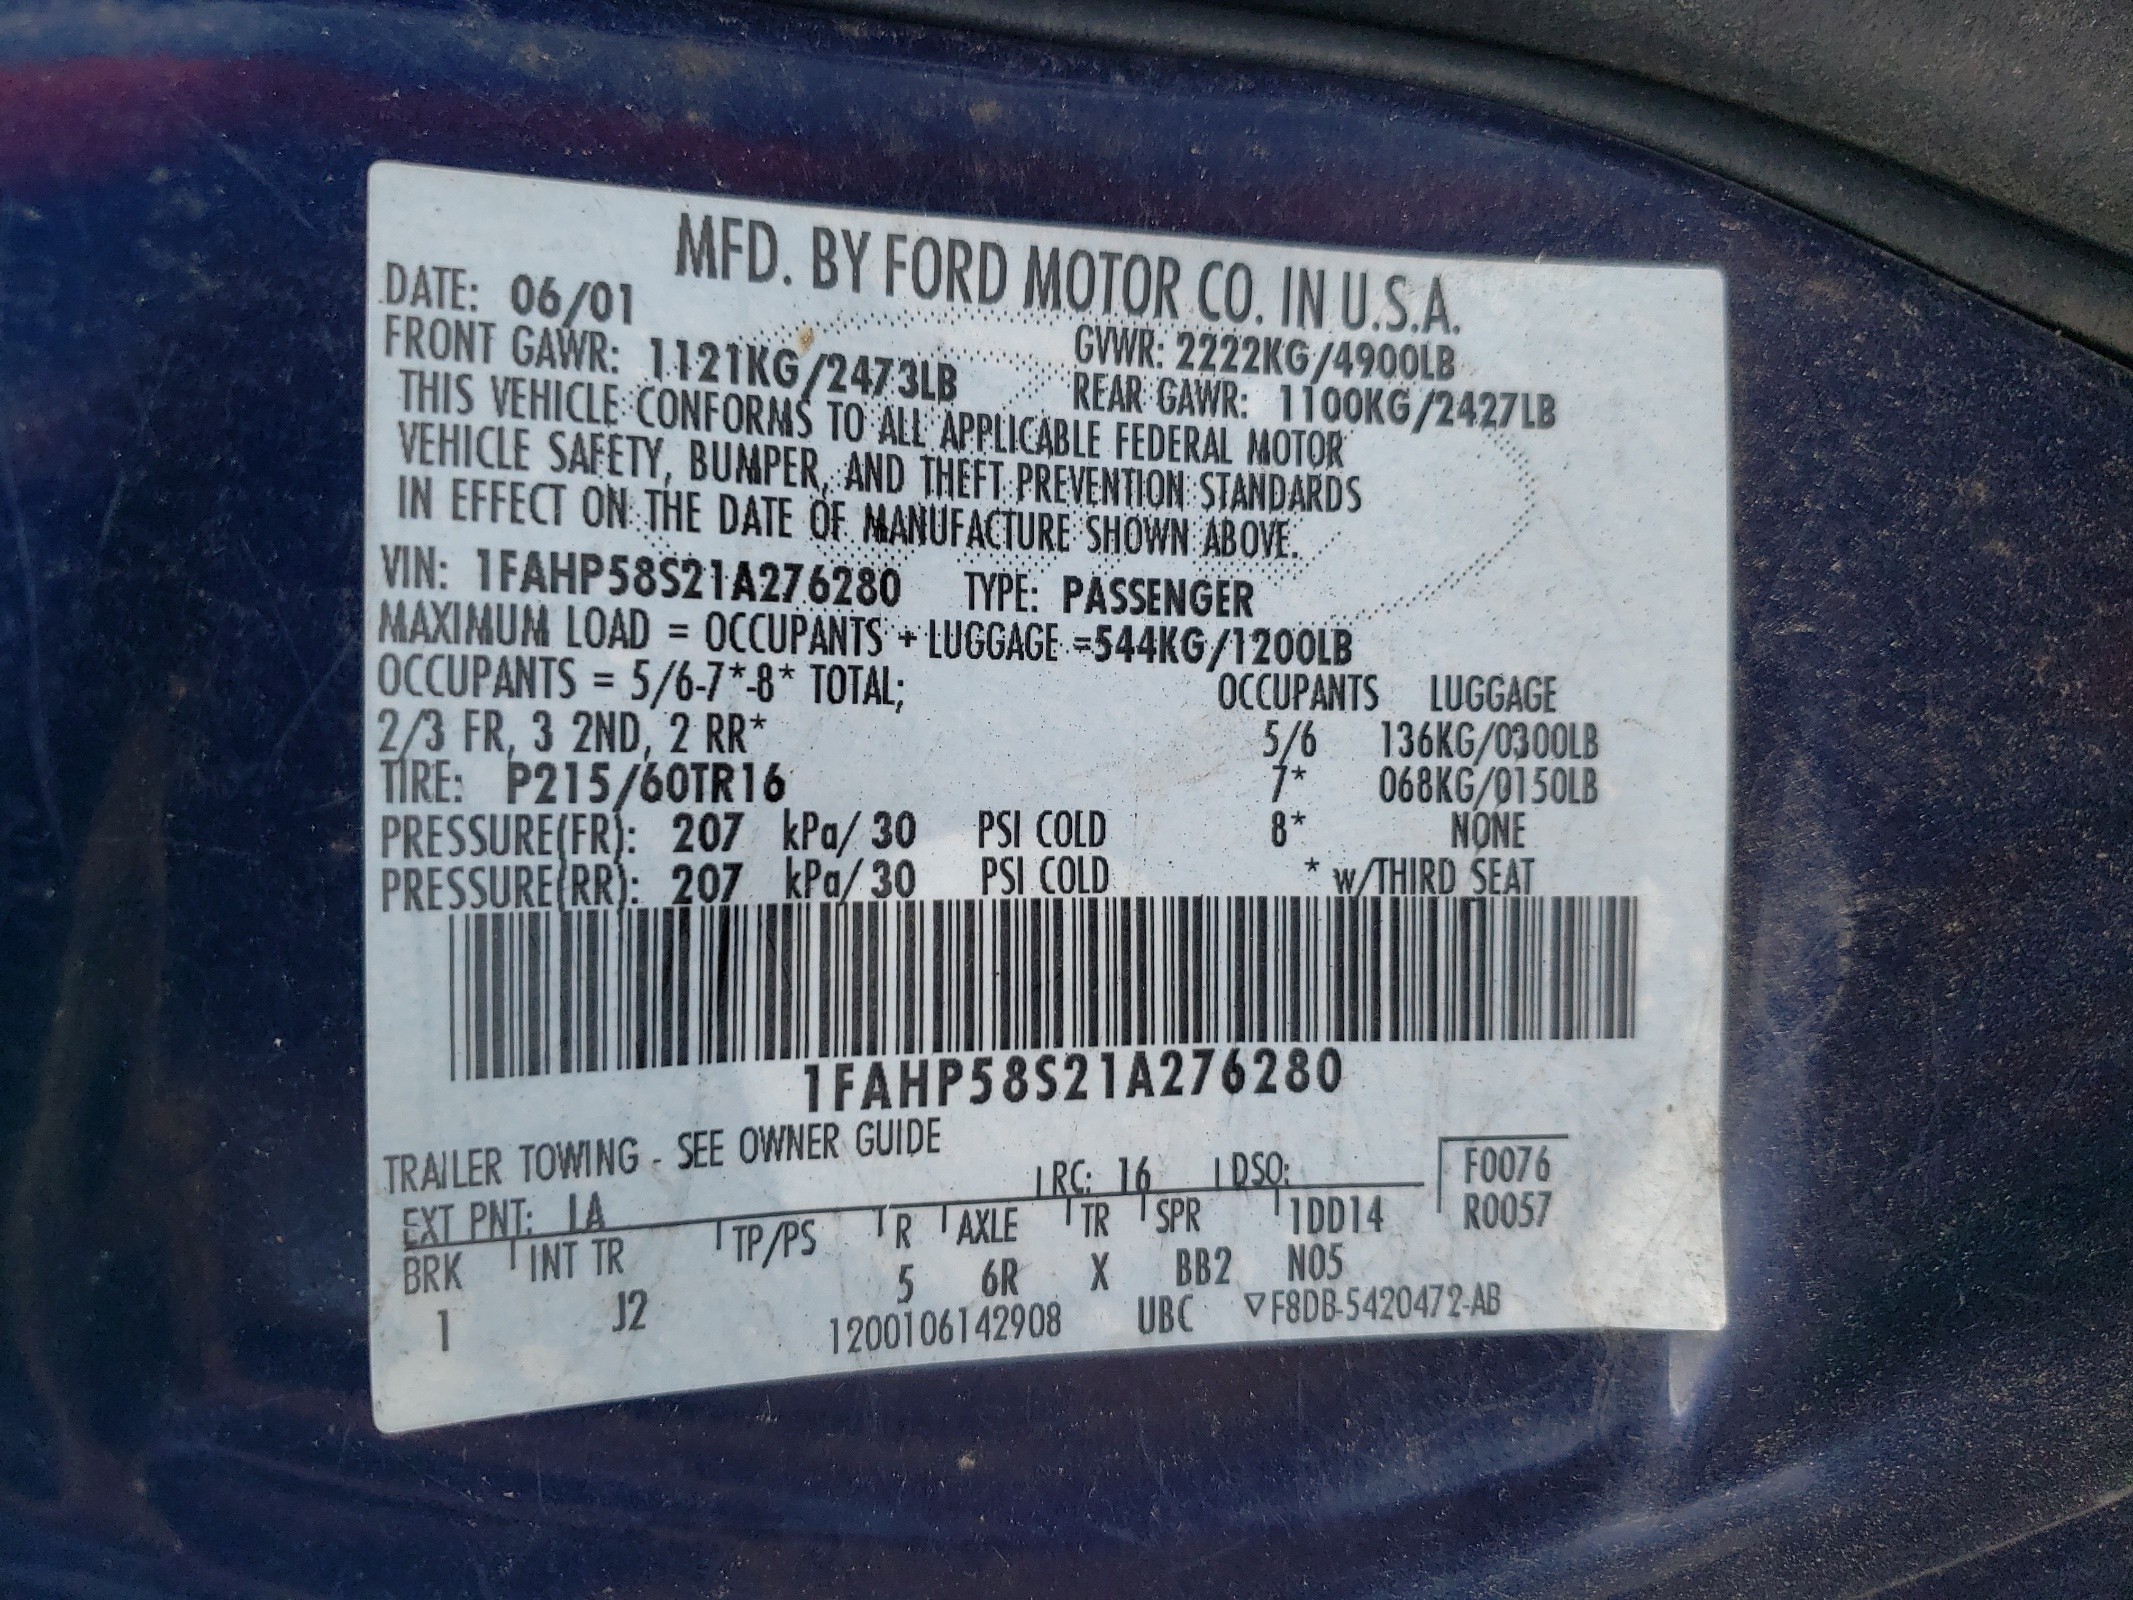 MFD. BY FORD MOTOR CO. IN U.S.A.
DATE: 06/01 GVWR: 2222KG/4900LB
FRONT GAWR: 1121KG/2473LB REAR GAWR: 1100KG/2427LB
THIS VEHICLE CONFORMS TO ALL APPLICABLE FEDERAL MOTOR
VEHICLE SAFETY, BUMPER, AND THEFT PREVENTION STANDARDS
IN EFFECT ON THE DATE OF MANUFACTURE SHOWN ABOVE.
VIN: 1FAHP58S21A276280 TYPE: PASSENGER
MAXIMUM LOAD = OCCUPANTS + LUGGAGE =544KG/1200LB
OCCUPANTS = 5/6-7*-8* TOTAL; OCCUPANTS LUGGAGE
2/3 FR, 3 2ND, 2 RR* 5/6 136KG/0300LB
TIRE: P215/60TR16 7* 068KG/0150LB
PRESSURE(FR): 207 kPa/ 30 PSI COLD 8* NONE
PRESSURE(RR): 207 kPa/ 30 PSI COLD * w/THIRD SEAT
1FAHP58S21A276280
TRAILER TOWING - SEE OWNER GUIDE
EXT PNT: LA RC: 16 DSO: F0076
BRK INT TR TP/PS R AXLE TR SPR 1DD14 R0057
1 J2 5 6R X BB2 N05
1200106142908 UBC ▽F8DB-5420472-AB